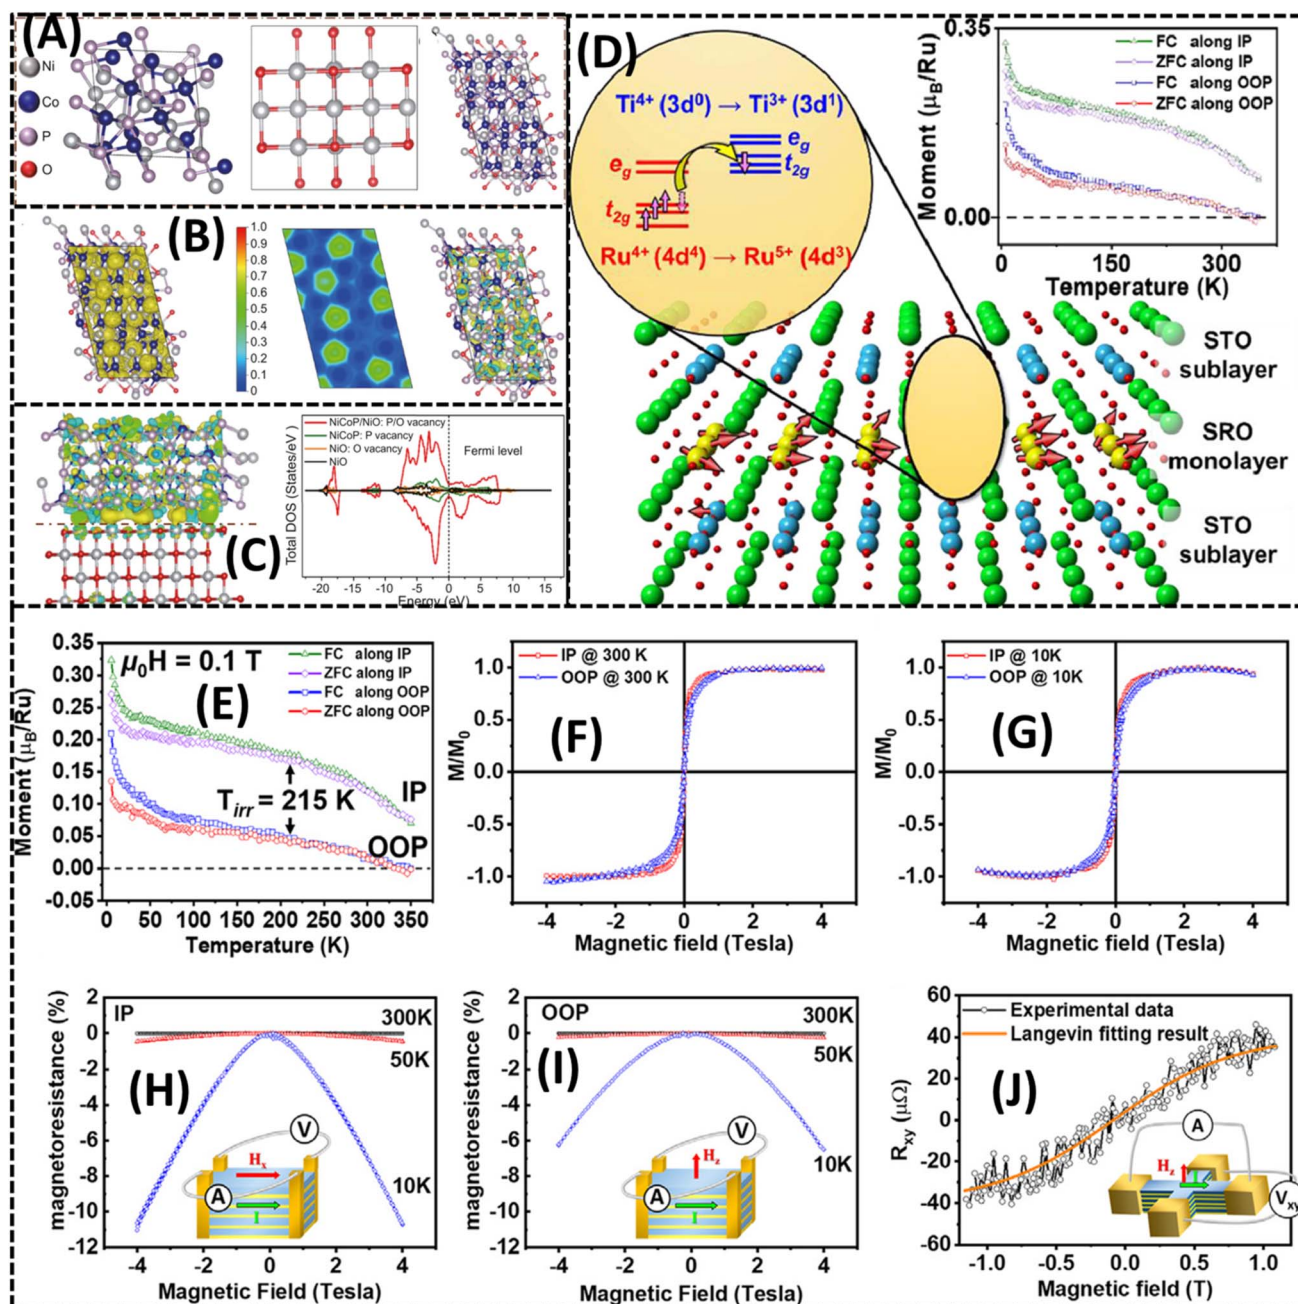 (A)
Ni
Co
P
O
(B)
1.0
0.9
0.8
0.7
0.6
0.5
0.4
0.3
0.2
0.1
0
(C)
NiCoP/NiO: P/O vacancy
NiCoP: P vacancy
NiO: O vacancy
NiO
Fermi level
Total DOS (States/eV)
-20 -15 -10 -5 0 5 10 15
Energy (eV)
(D)
Ti⁴⁺ (3d⁰) → Ti³⁺ (3d¹)
e_g
t_2g
e_g
t_2g
Ru⁴⁺ (4d⁴) → Ru⁵⁺ (4d³)
0.35
0.00
Moment (μ_B/Ru)
FC along IP
ZFC along IP
FC along OOP
ZFC along OOP
0 150 300
Temperature (K)
STO
sublayer
SRO
monolayer
STO
sublayer
(E)
μ₀H = 0.1 T
FC along IP
ZFC along IP
FC along OOP
ZFC along OOP
0.35
0.30
0.25
0.20
0.15
0.10
0.05
0.00
-0.05
Moment (μ_B/Ru)
T_irr = 215 K
IP
OOP
0 50 100 150 200 250 300 350
Temperature (K)
(F)
IP @ 300 K
OOP @ 300 K
1.0
0.5
0.0
-0.5
-1.0
M/M₀
-4 -2 0 2 4
Magnetic field (Tesla)
(G)
IP @ 10K
OOP @ 10K
1.0
0.5
0.0
-0.5
-1.0
M/M₀
-4 -2 0 2 4
Magnetic field (Tesla)
(H)
IP
300K
50K
10K
2
0
-2
-4
-6
-8
-10
-12
magnetoresistance (%)
V
H_x
A
I
-4 -2 0 2 4
Magnetic Field (Tesla)
(I)
OOP
300K
50K
10K
2
0
-2
-4
-6
-8
-10
-12
magnetoresistance (%)
V
H_z
A
I
-4 -2 0 2 4
Magnetic Field (Tesla)
(J)
Experimental data
Langevin fitting result
60
40
20
0
-20
-40
-60
R_xy (μΩ)
A
H_z
I
V_xy
-1.0 -0.5 0.0 0.5 1.0
Magnetic field (T)